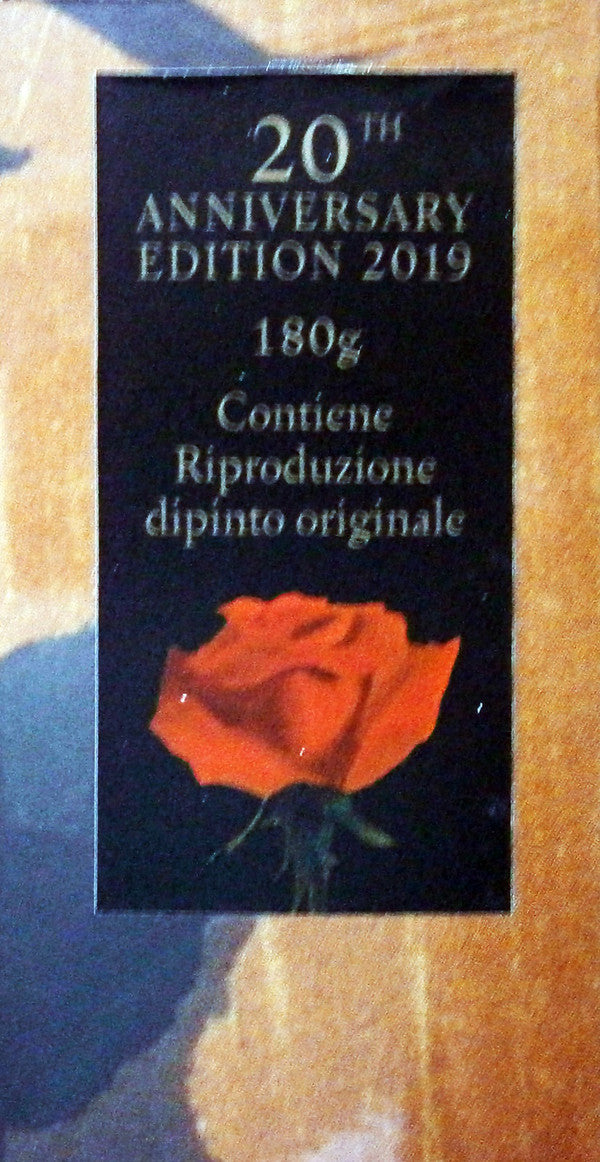 20TH
ANNIVERSARY
EDITION 2019
180g
Contiene
Riproduzione
dipinto originale